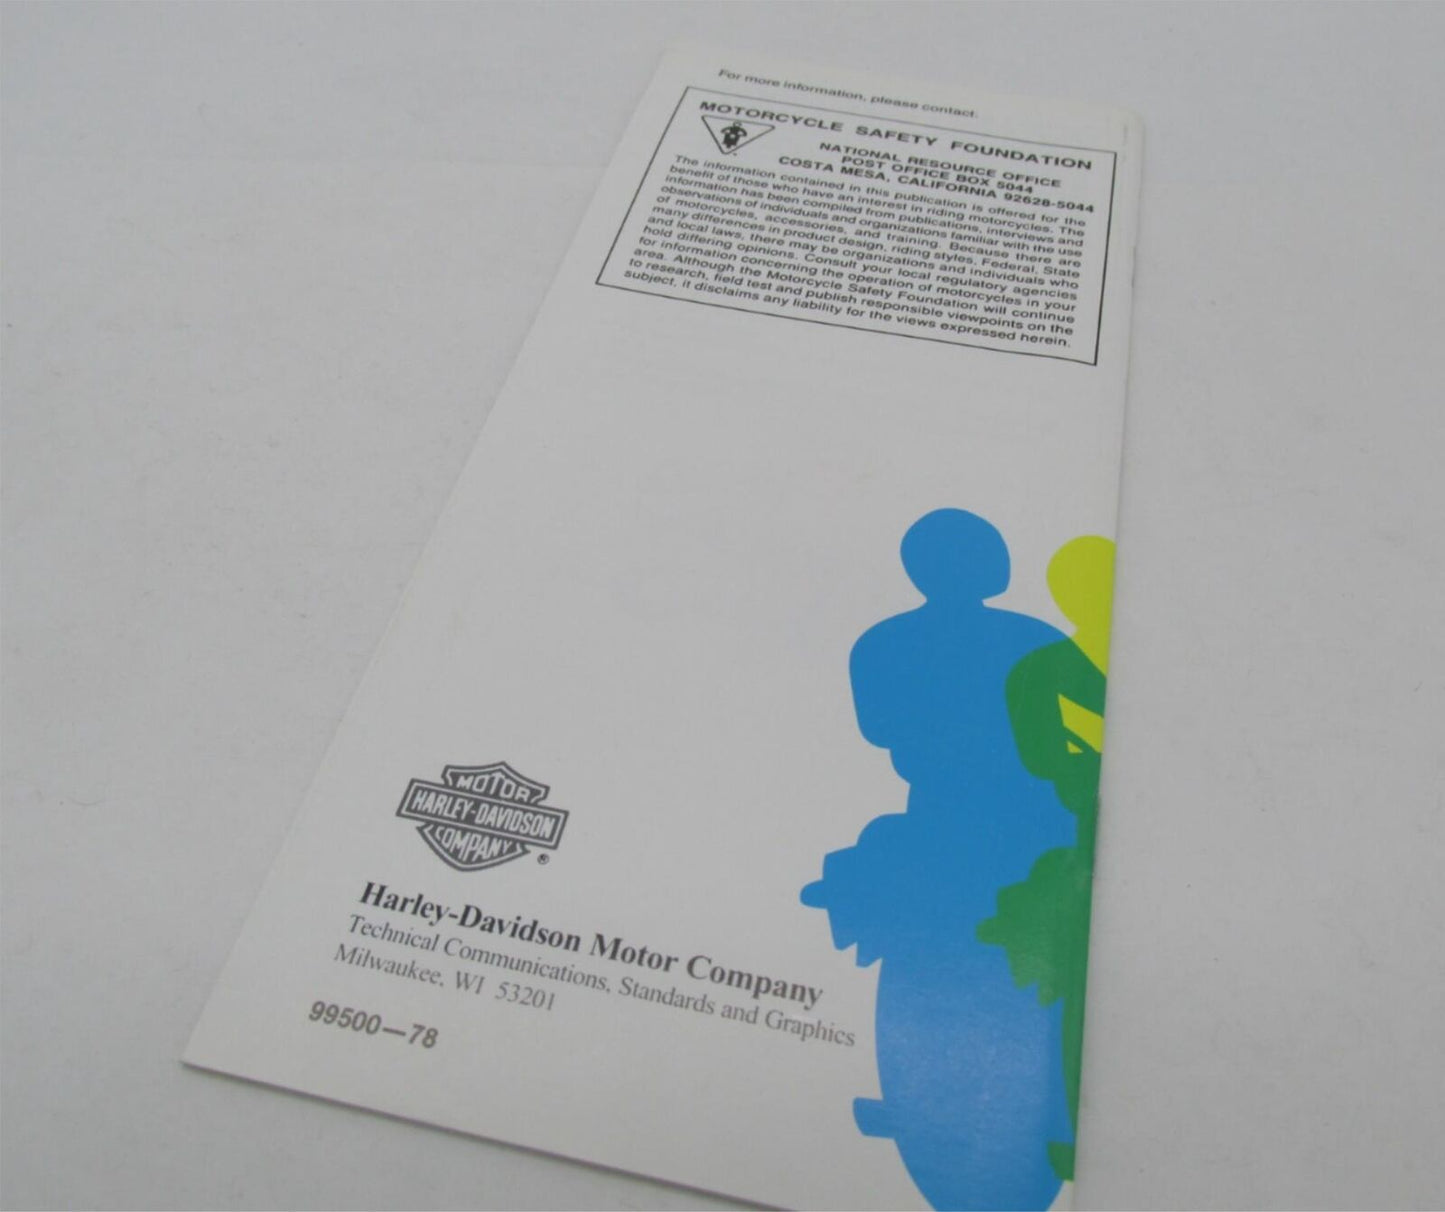 For more information, please contact.
MOTORCYCLE SAFETY FOUNDATION
NATIONAL RESOURCE OFFICE
POST OFFICE BOX 5044
COSTA MESA, CALIFORNIA 92628-5044
The information contained in this publication is offered for the
benefit of those who have an interest in riding motorcycles. The
information has been compiled from publications, interviews and
observations of individuals and organizations familiar with the use
of motorcycles, accessories, and training. Because there are
many differences in product design, riding styles, Federal, State
and local laws, there may be organizations and individuals who
hold differing opinions. Consult your local regulatory agencies
for information concerning the operation of motorcycles in your
area. Although the Motorcycle Safety Foundation will continue
to research, field test and publish responsible viewpoints on the
subject, it disclaims any liability for the views expressed herein.
MOTOR
HARLEY-DAVIDSON
COMPANY
®
Harley-Davidson Motor Company
Technical Communications, Standards and Graphics
Milwaukee, WI 53201
99500—78